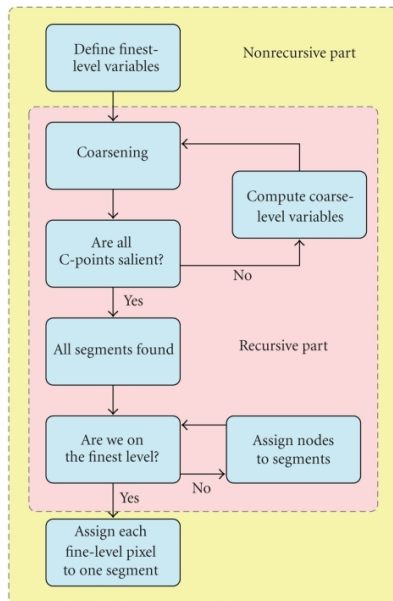 Define finest-
level variables
Nonrecursive part
Coarsening
Compute coarse-
level variables
Are all
C-points salient?
No
Yes
All segments found
Recursive part
Are we on
the finest level?
Assign nodes
to segments
No
Yes
Assign each
fine-level pixel
to one segment